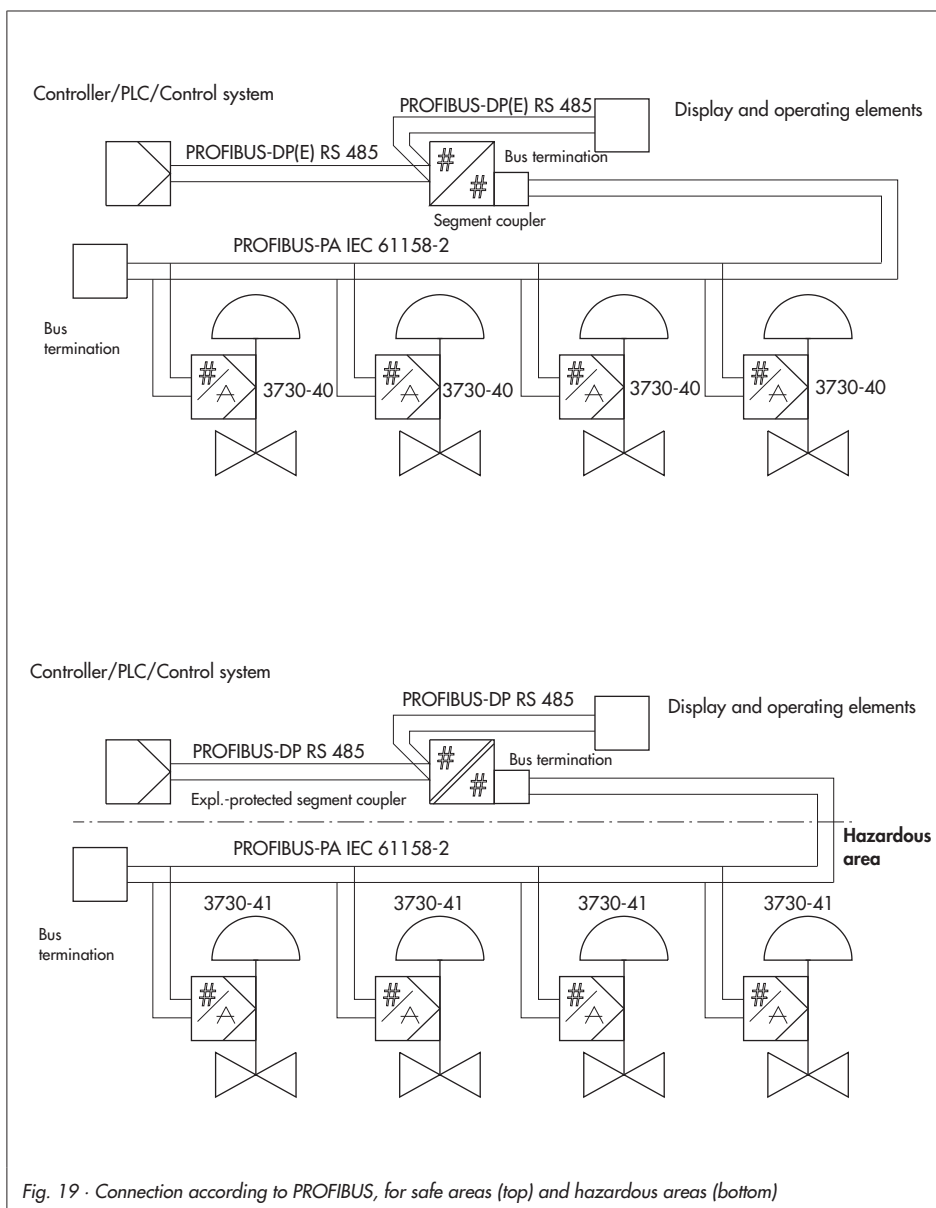 Controller/PLC/Control system
PROFIBUS-DP(E) RS 485
Display and operating elements
PROFIBUS-DP(E) RS 485
Bus termination
#
#
Segment coupler
PROFIBUS-PA IEC 61158-2
Bus
termination
#
A
3730-40
#
A
3730-40
#
A
3730-40
#
A
3730-40
Controller/PLC/Control system
PROFIBUS-DP RS 485
Display and operating elements
PROFIBUS-DP RS 485
Bus termination
#
#
Expl.-protected segment coupler
Hazardous
area
PROFIBUS-PA IEC 61158-2
Bus
termination
3730-41
3730-41
3730-41
3730-41
#
A
#
A
#
A
#
A
Fig. 19 · Connection according to PROFIBUS, for safe areas (top) and hazardous areas (bottom)